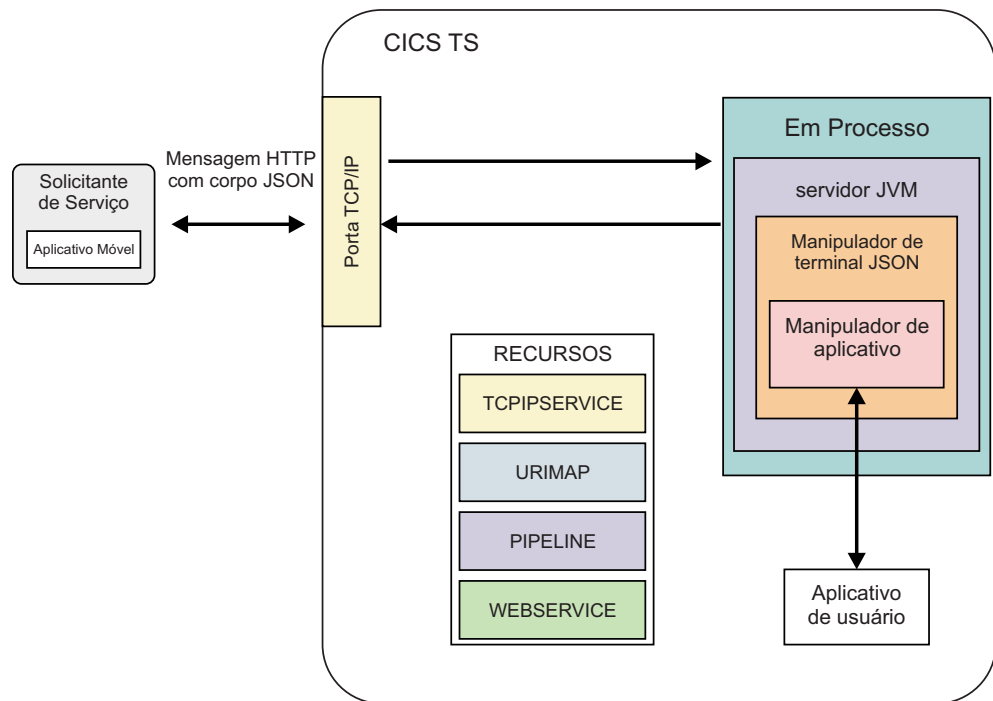 CICS TS
Solicitante
de Serviço
Aplicativo Móvel
Mensagem HTTP
com corpo JSON
Porta TCP/IP
Em Processo
servidor JVM
Manipulador de
terminal JSON
Manipulador de
aplicativo
RECURSOS
TCPIPSERVICE
URIMAP
PIPELINE
WEBSERVICE
Aplicativo
de usuário